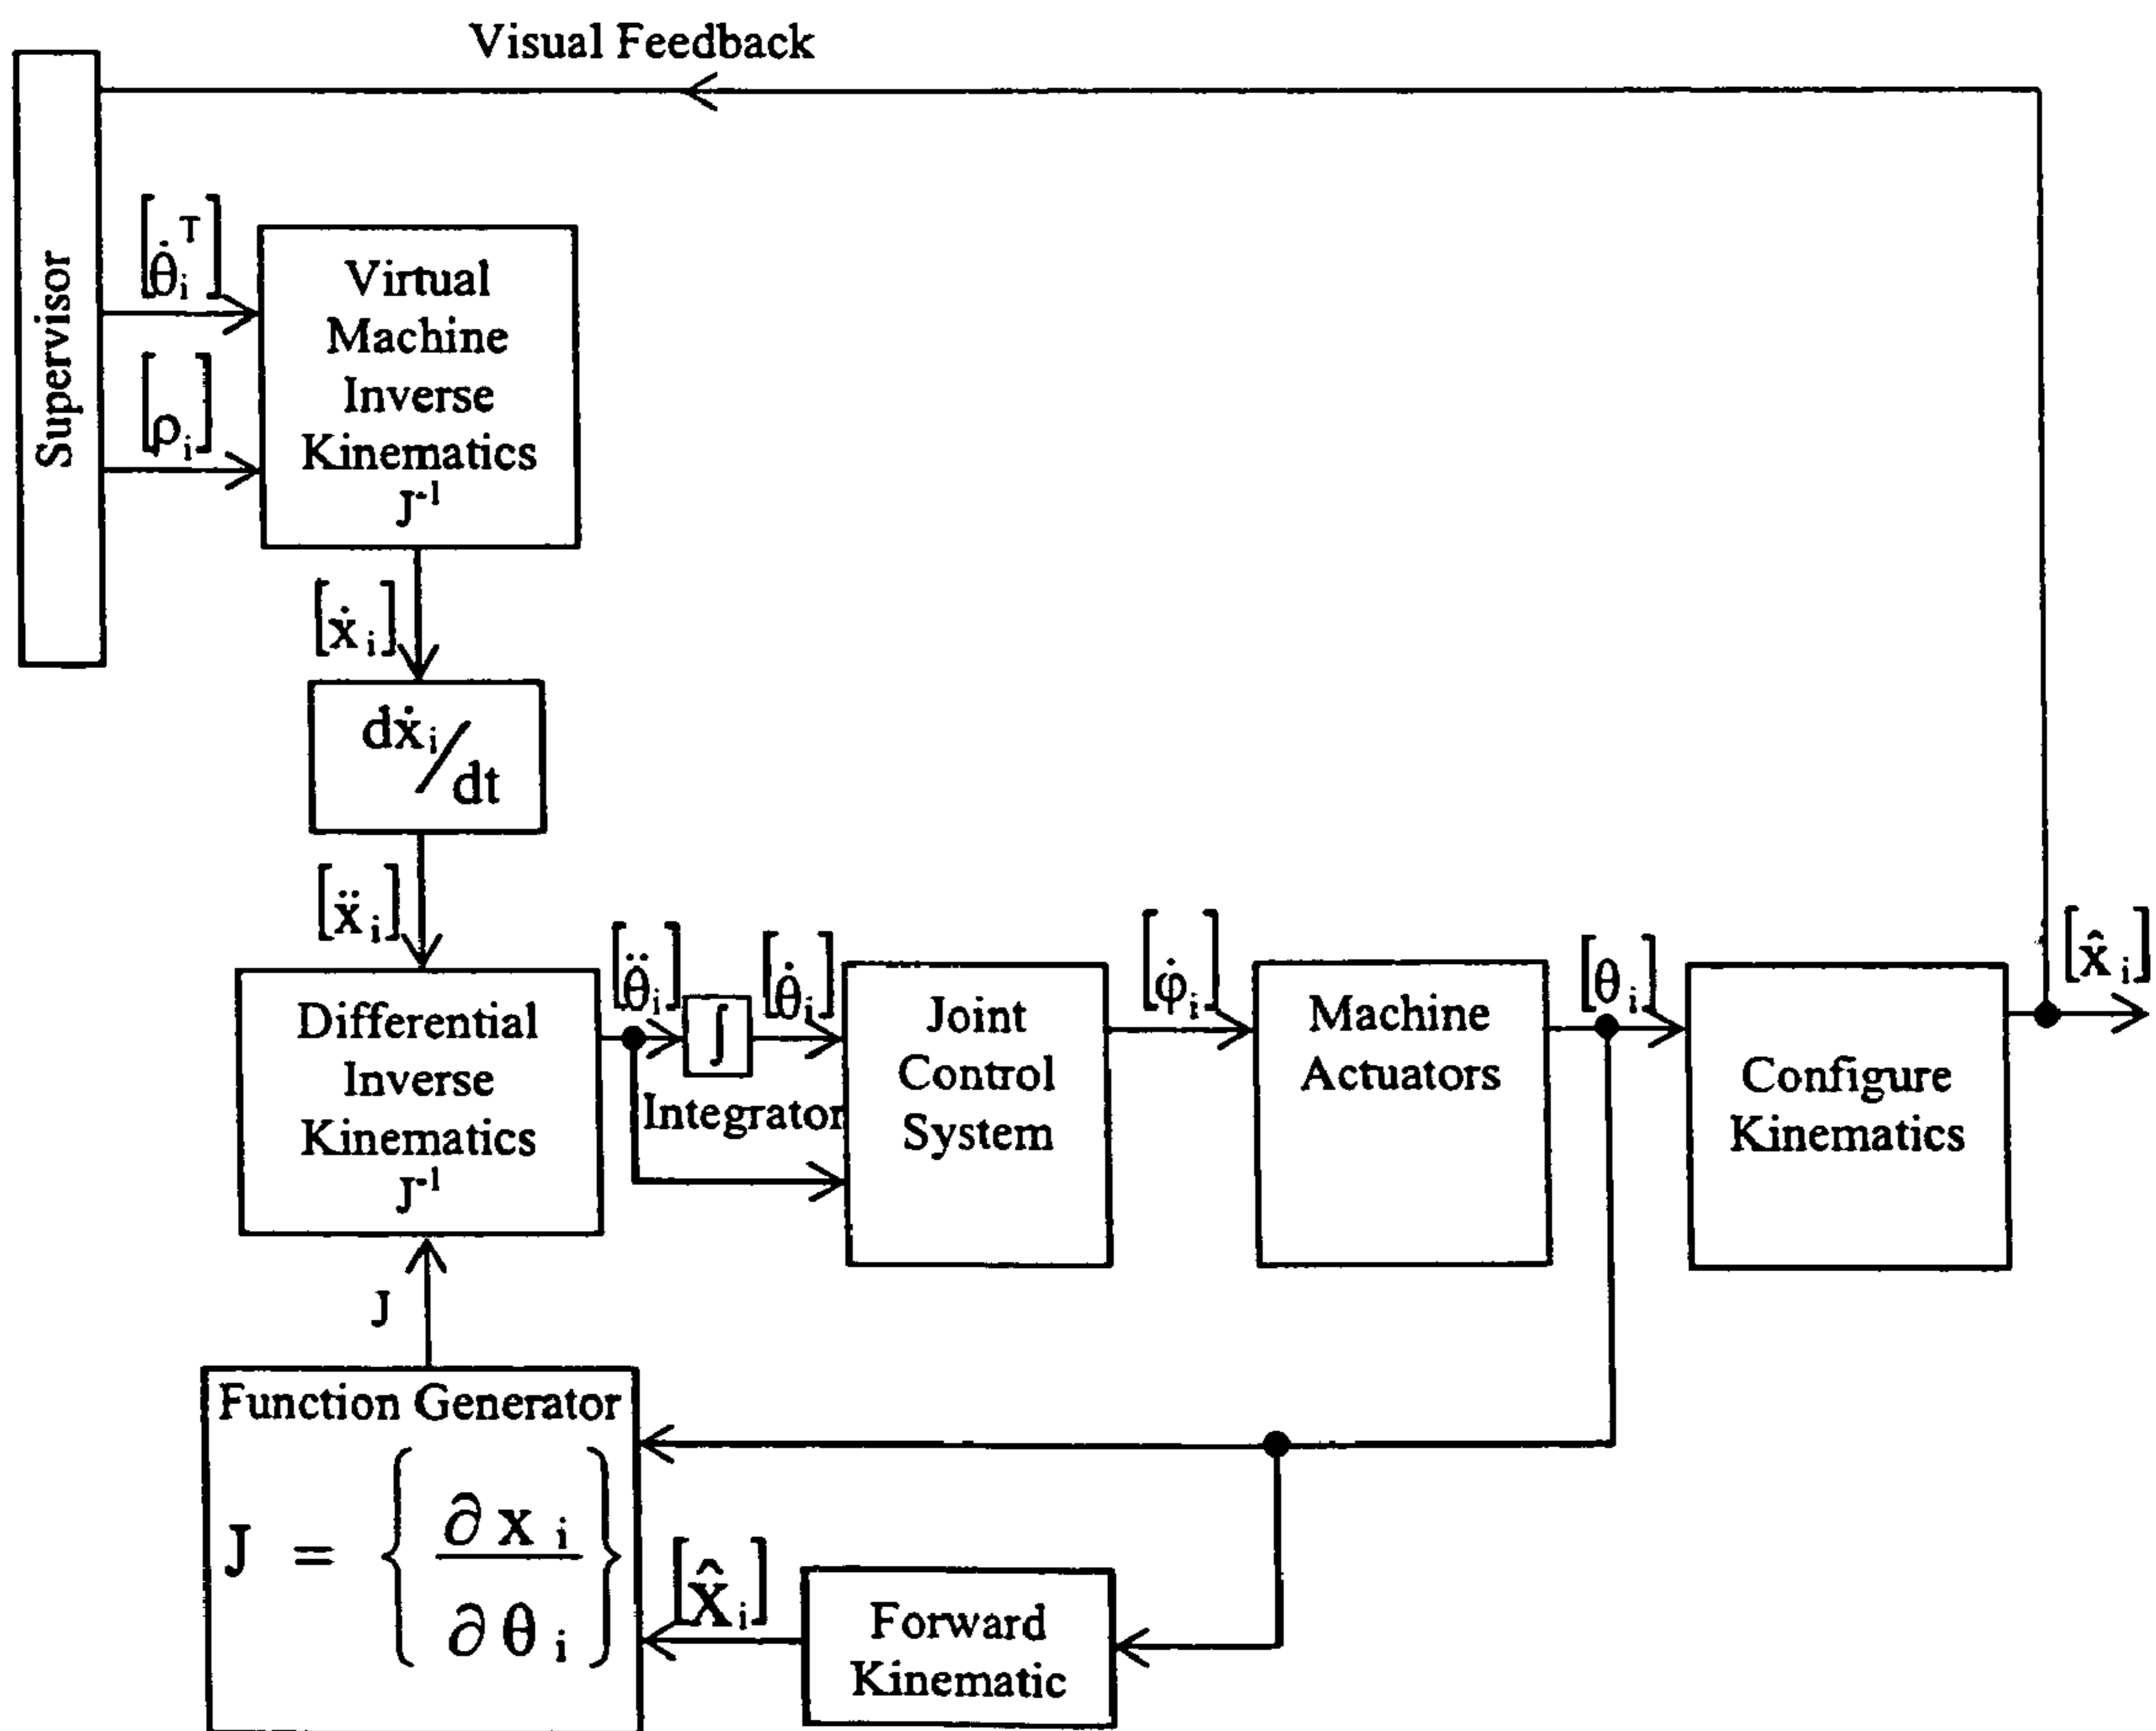 Visual Feedback
Supervisor
[θ̇ᵢᵀ]
[ρᵢ]
Virtual
Machine
Inverse
Kinematics
J⁻¹
[ẋᵢ]
dẋᵢ/dt
[ẍᵢ]
Differential
Inverse
Kinematics
J⁻¹
[θ̈ᵢ]
∫
Integrator
[θ̇ᵢ]
Joint
Control
System
[φ̇ᵢ]
Machine
Actuators
[θᵢ]
Configure
Kinematics
[x̂ᵢ]
J
Function Generator
J = {∂xᵢ/∂θᵢ}
[x̂ᵢ]
Forward
Kinematic